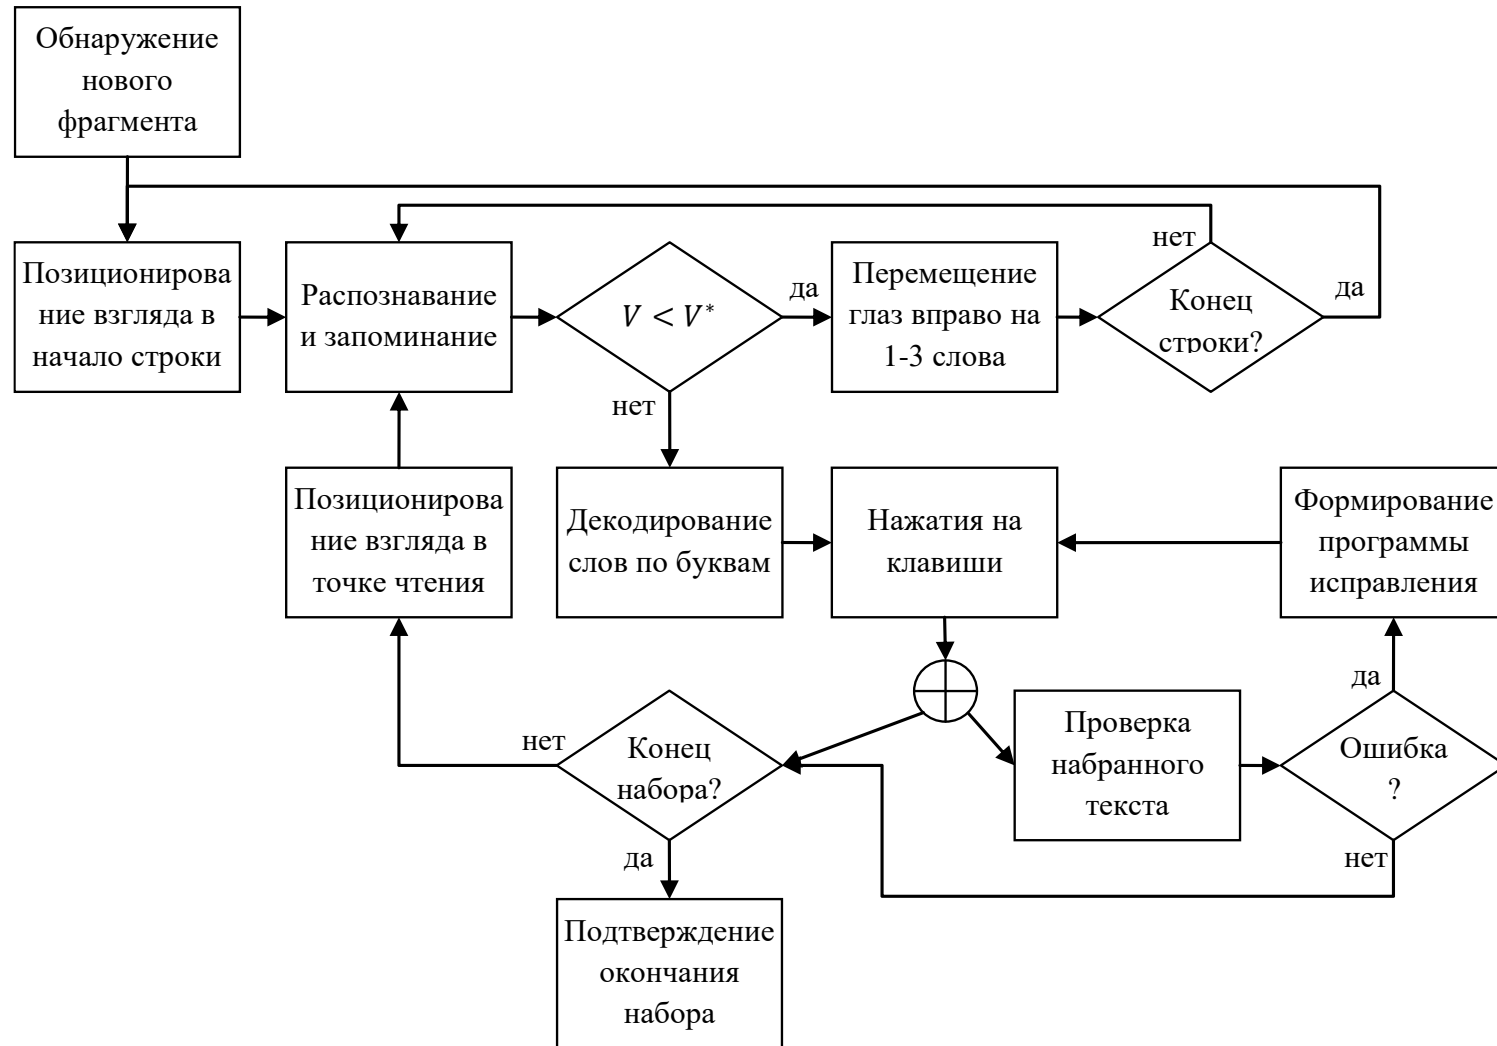 Обнаружение
нового
фрагмента
Позиционирова
ние взгляда в
начало строки
Распознавание
и запоминание
V < V*
да
нет
Перемещение
глаз вправо на
1-3 слова
нет
Конец
строки?
да
Позиционирова
ние взгляда в
точке чтения
Декодирование
слов по буквам
Нажатия на
клавиши
Формирование
программы
исправления
нет
Конец
набора?
да
Проверка
набранного
текста
да
Ошибка
?
нет
Подтверждение
окончания
набора